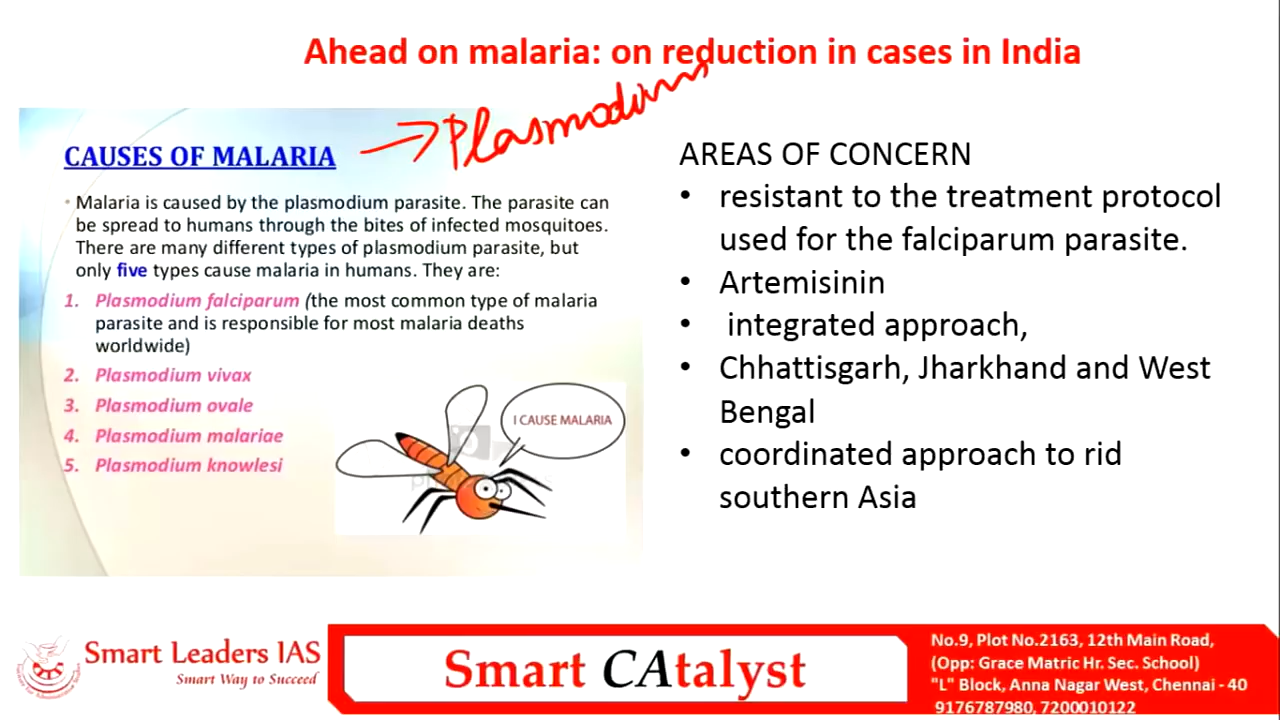 Ahead on malaria: on reduction in cases in India
CAUSES OF MALARIA
Plasmodium
• Malaria is caused by the plasmodium parasite. The parasite can
be spread to humans through the bites of infected mosquitoes.
There are many different types of plasmodium parasite, but
only five types cause malaria in humans. They are:
1. Plasmodium falciparum (the most common type of malaria
parasite and is responsible for most malaria deaths
worldwide)
2. Plasmodium vivax
3. Plasmodium ovale
4. Plasmodium malariae
5. Plasmodium knowlesi
I CAUSE MALARIA
AREAS OF CONCERN
• resistant to the treatment protocol
used for the falciparum parasite.
• Artemisinin
• integrated approach,
• Chhattisgarh, Jharkhand and West
Bengal
• coordinated approach to rid
southern Asia
Smart Leaders IAS
Smart Way to Succeed
Smart CAtalyst
No.9, Plot No.2163, 12th Main Road,
(Opp: Grace Matric Hr. Sec. School)
"L" Block, Anna Nagar West, Chennai - 40
9176787980, 7200010122